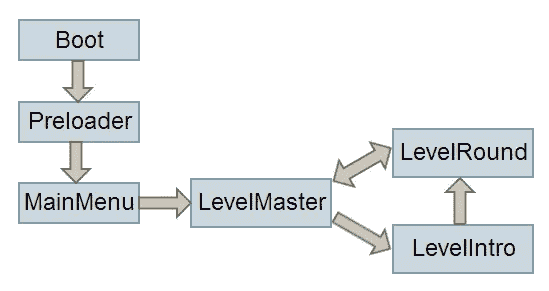 Boot
Preloader
MainMenu
LevelMaster
LevelRound
LevelIntro